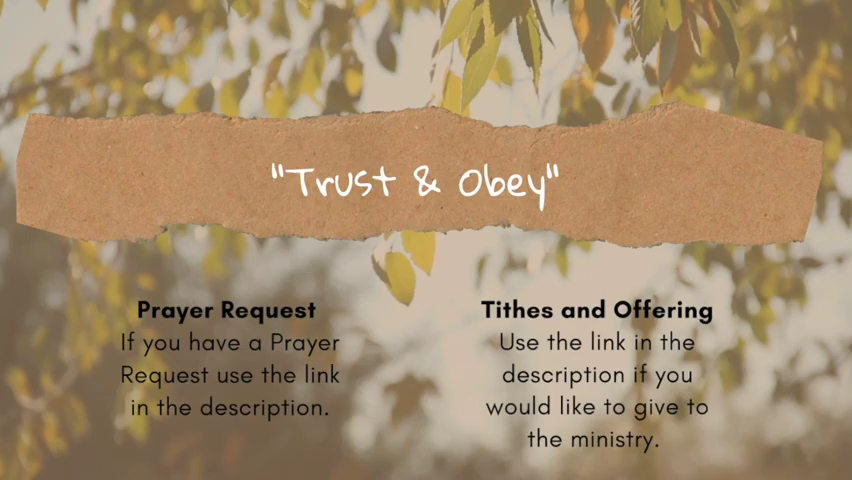 "Trust & Obey"
Prayer Request
If you have a Prayer
Request use the link
in the description.
Tithes and Offering
Use the link in the
description if you
would like to give to
the ministry.